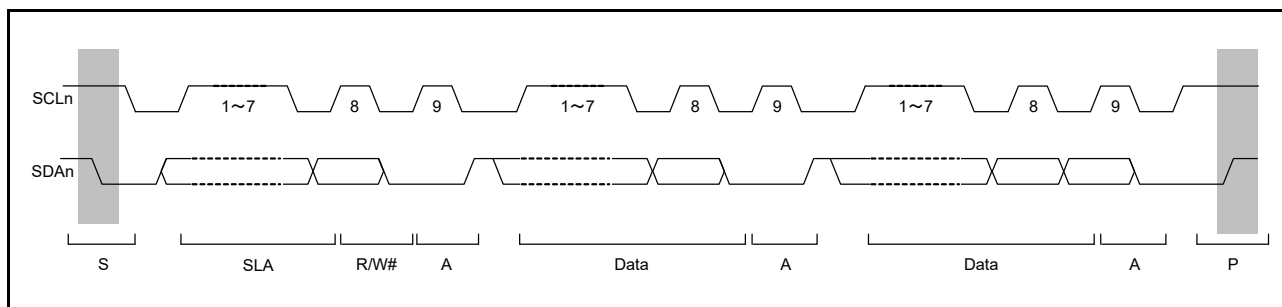 SCLn
1～7 8 9 1～7 8 9 1～7 8 9
SDAn
S SLA R/W# A Data A Data A P